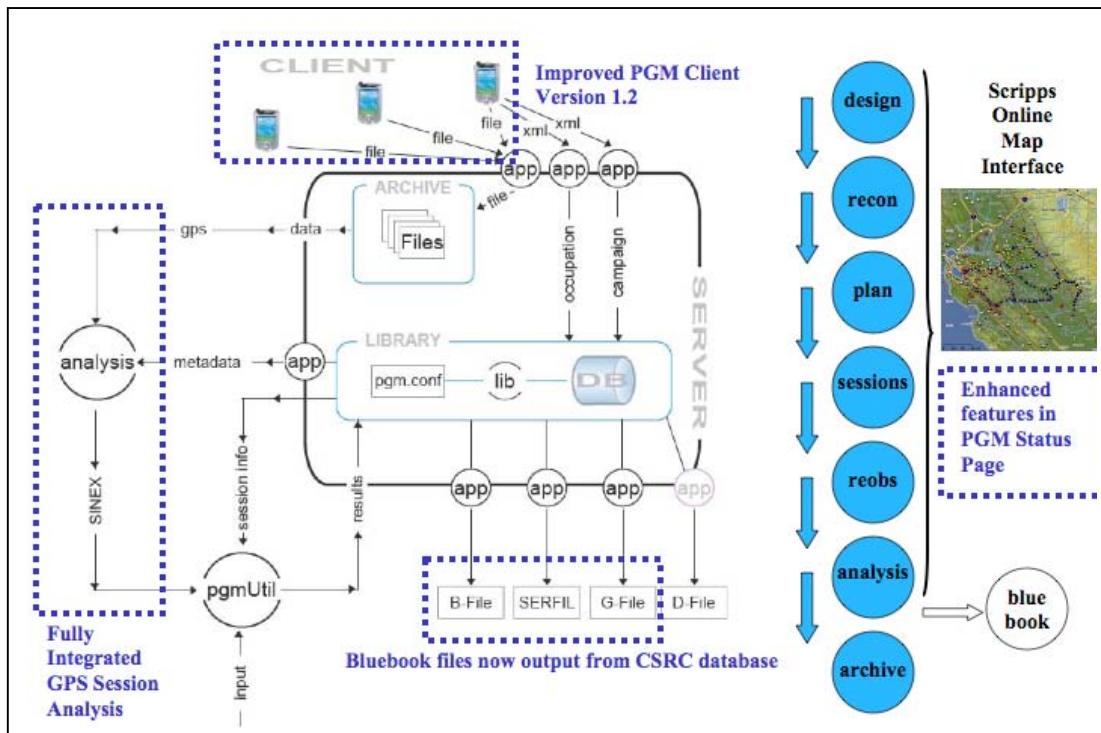 CLIENT
Improved PGM Client
Version 1.2
file
file
file
xml
xml
app
app
app
ARCHIVE
file
Files
gps
data
occupation
campaign
SERVER
analysis
metadata
app
LIBRARY
pgm.conf
lib
DB
SINEX
session info
results
app
app
app
app
pgmUtil
B-File
SERFIL
G-File
D-File
Fully
Integrated
GPS Session
Analysis
Bluebook files now output from CSRC database
Input
design
recon
plan
sessions
reobs
analysis
archive
Scripps
Online
Map
Interface
Enhanced
features in
PGM Status
Page
blue
book